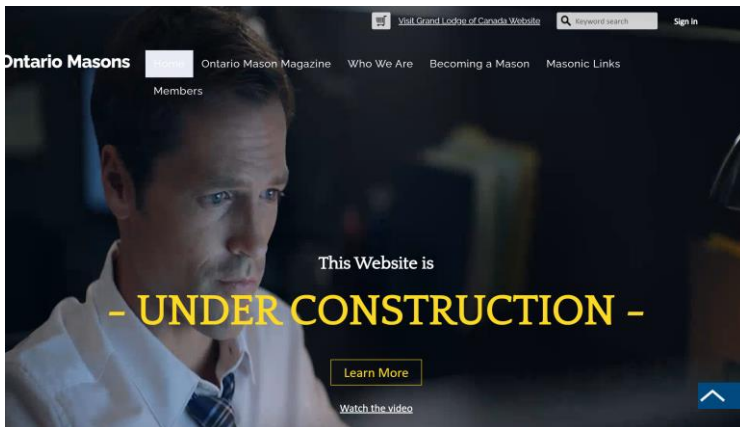 Visit Grand Lodge of Canada Website Keyword search Sign In
Ontario Masons Home Ontario Mason Magazine Who We Are Becoming a Mason Masonic Links
Members
This Website is
- UNDER CONSTRUCTION -
Learn More
Watch the video